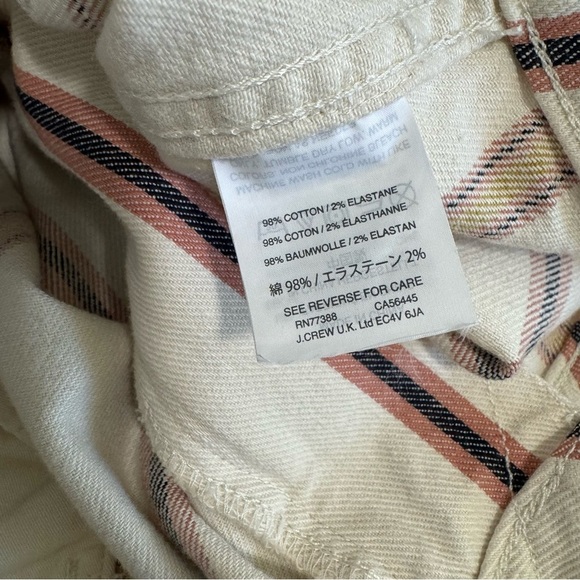 98% COTTON / 2% ELASTANE
98% COTON / 2% ÉLASTHANNE
98% BAUMWOLLE / 2% ELASTAN
綿 98% / エラステーン 2%
SEE REVERSE FOR CARE
RN77388 CA56445
J.CREW U.K. Ltd EC4V 6JA